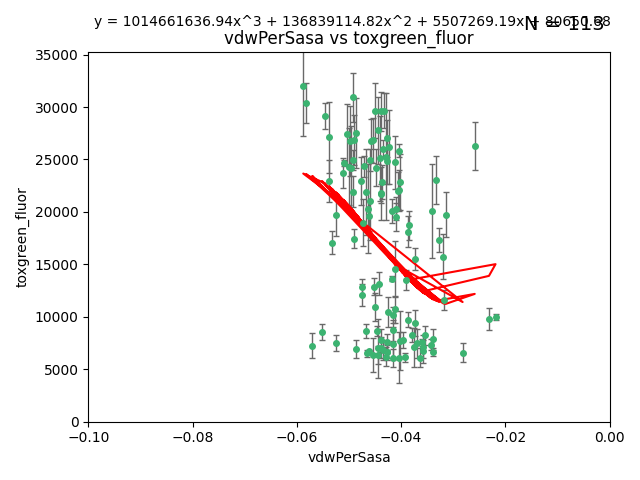 y = 1014661636.94x^3 + 136839114.82x^2 + 5507269.19x + 80650.68
N = 113
vdwPerSasa vs toxgreen_fluor
35000
30000
25000
20000
15000
10000
5000
0
toxgreen_fluor
−0.10 −0.08 −0.06 −0.04 −0.02 0.00
vdwPerSasa